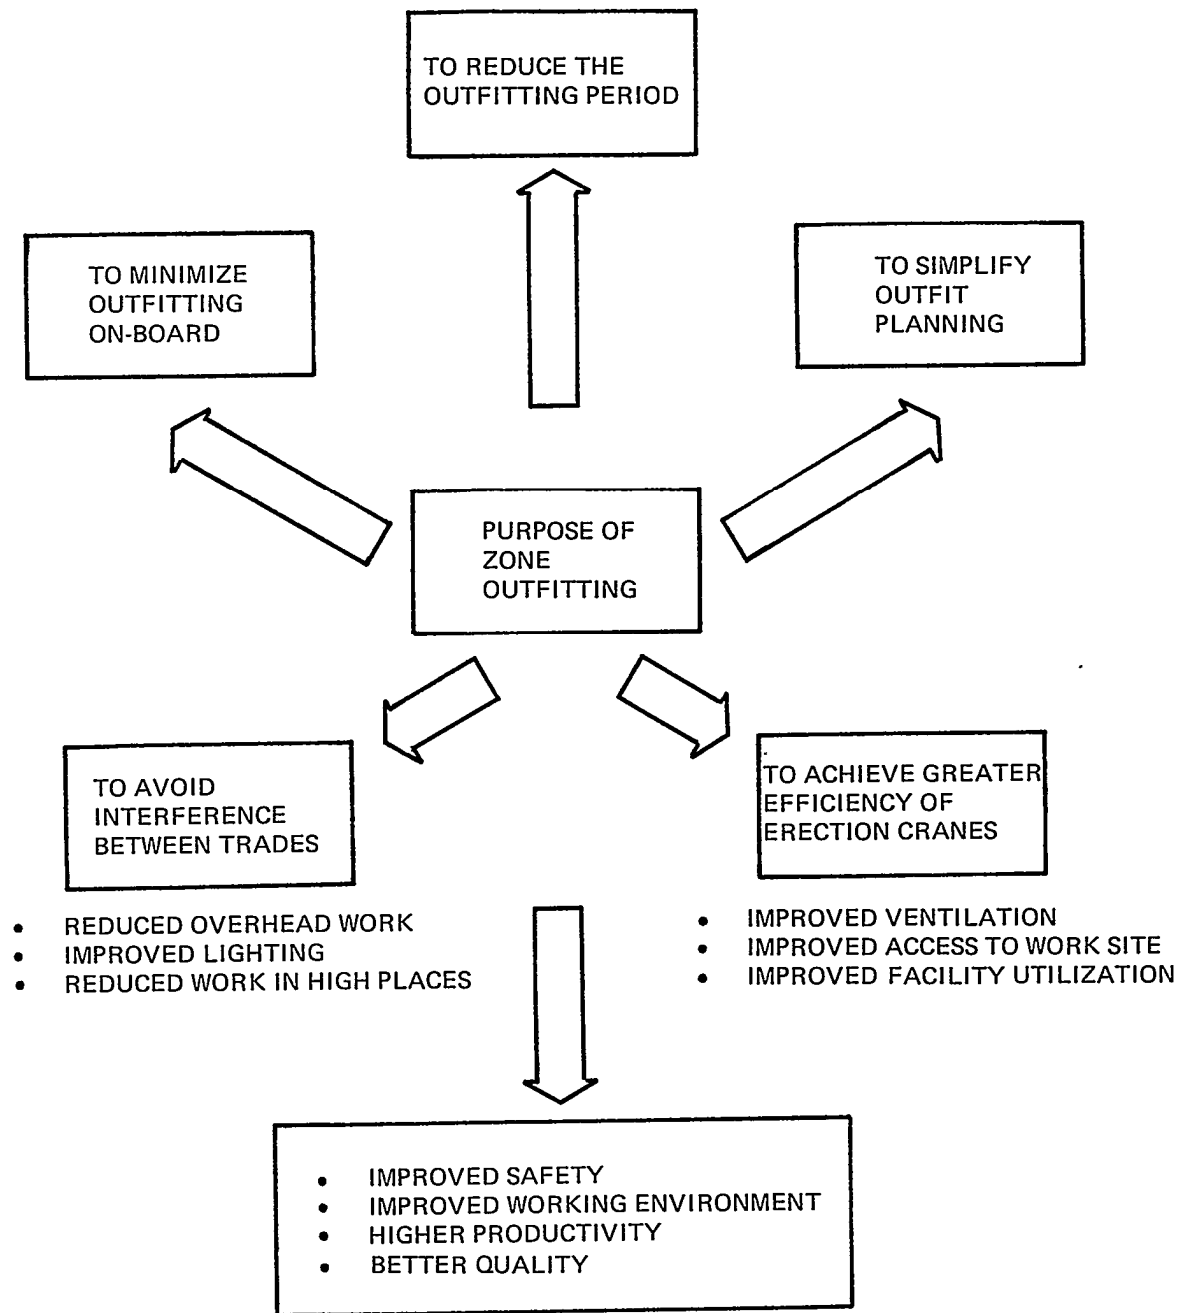 TO REDUCE THE
OUTFITTING PERIOD
TO MINIMIZE
OUTFITTING
ON-BOARD
TO SIMPLIFY
OUTFIT
PLANNING
PURPOSE OF
ZONE
OUTFITTING
TO AVOID
INTERFERENCE
BETWEEN TRADES
TO ACHIEVE GREATER
EFFICIENCY OF
ERECTION CRANES
• REDUCED OVERHEAD WORK
• IMPROVED LIGHTING
• REDUCED WORK IN HIGH PLACES
• IMPROVED VENTILATION
• IMPROVED ACCESS TO WORK SITE
• IMPROVED FACILITY UTILIZATION
• IMPROVED SAFETY
• IMPROVED WORKING ENVIRONMENT
• HIGHER PRODUCTIVITY
• BETTER QUALITY